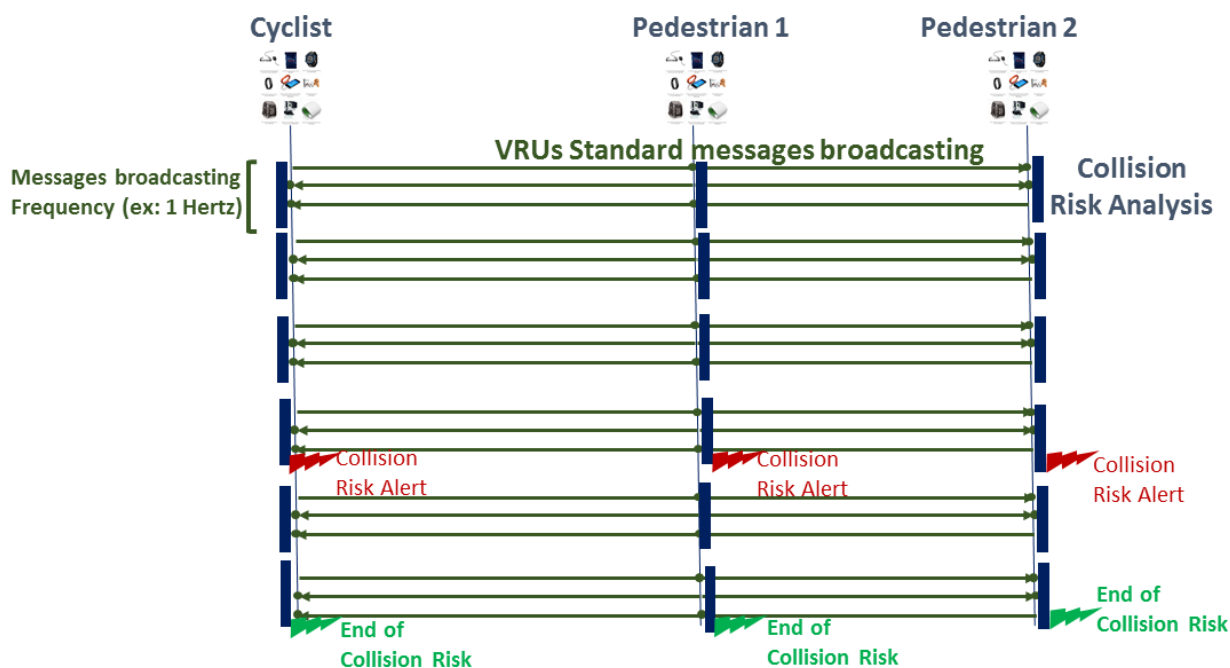 Cyclist
Pedestrian 1
Pedestrian 2
VRUs Standard messages broadcasting
Messages broadcasting
Frequency (ex: 1 Hertz)
Collision
Risk Analysis
Collision
Risk Alert
Collision
Risk Alert
Collision
Risk Alert
End of
Collision Risk
End of
Collision Risk
End of
Collision Risk